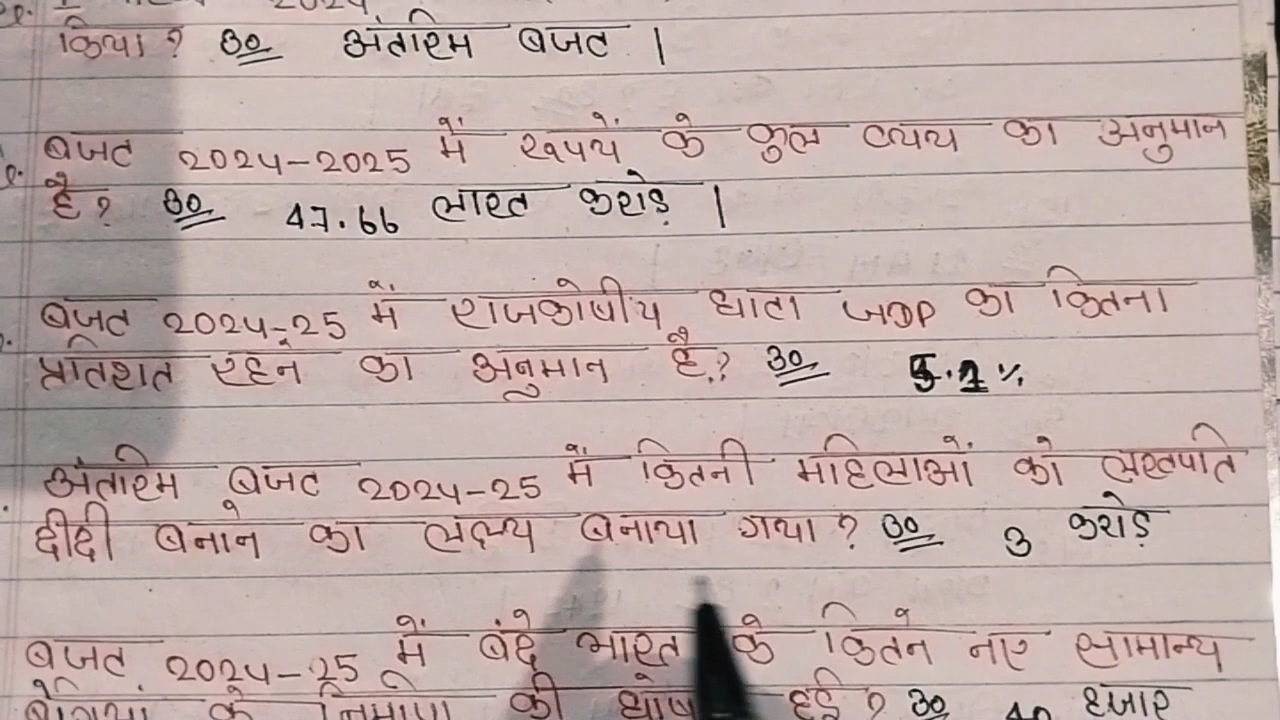 2024
किया ? उ० अंतरिम बजट |
बजट 2024-2025 में रुपये के कुल व्यय का अनुमान
है ? उ० 47.66 लाख करोड़ |
बजट 2024-25 में राजकोषीय घाटा GDP का कितना
प्रतिशत रहने का अनुमान है ? उ० 5.1%
अंतरिम बजट 2024-25 में कितनी महिलाओं को लखपति
दीदी बनाने का लक्ष्य बनाया गया ? उ० 3 करोड़
बजट 2024-25 में वंदे भारत के कितने नए सामान्य
के निर्माण की हुई ? उ० 40 हजार